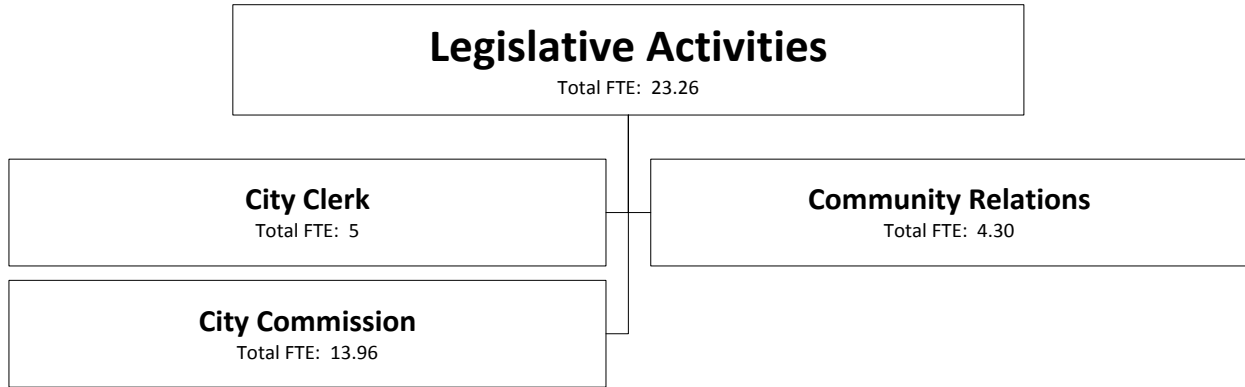 Legislative Activities
Total FTE: 23.26
City Clerk
Total FTE: 5
Community Relations
Total FTE: 4.30
City Commission
Total FTE: 13.96